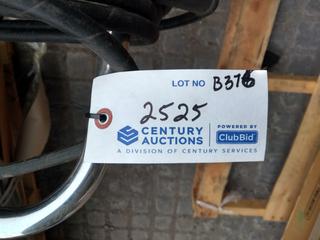 LOT NO B376
2525
CENTURY
AUCTIONS
POWERED BY
ClubBid
A DIVISION OF CENTURY SERVICES